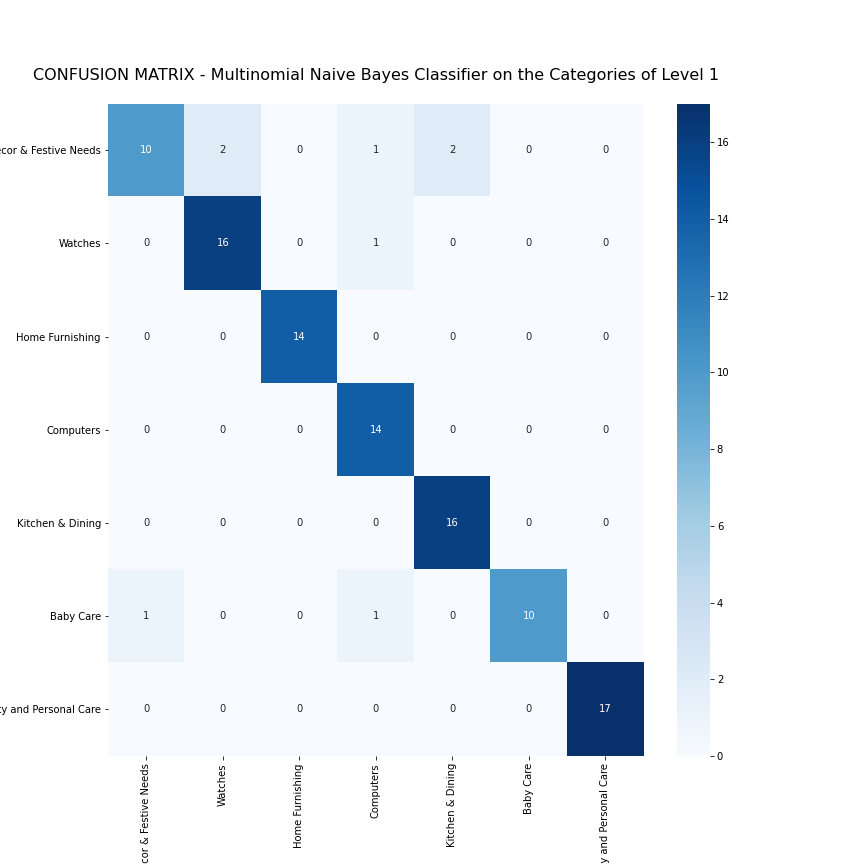 CONFUSION MATRIX - Multinomial Naive Bayes Classifier on the Categories of Level 1
& Festive Needs 10 2 0 1 2 0 0
Watches 0 16 0 1 0 0 0
Home Furnishing 0 0 14 0 0 0 0
Computers 0 0 0 14 0 0 0
Kitchen & Dining 0 0 0 0 16 0 0
Baby Care 1 0 0 1 0 10 0
and Personal Care 0 0 0 0 0 0 17
& Festive Needs
Watches
Home Furnishing
Computers
Kitchen & Dining
Baby Care
and Personal Care
16
14
12
10
8
6
4
2
0